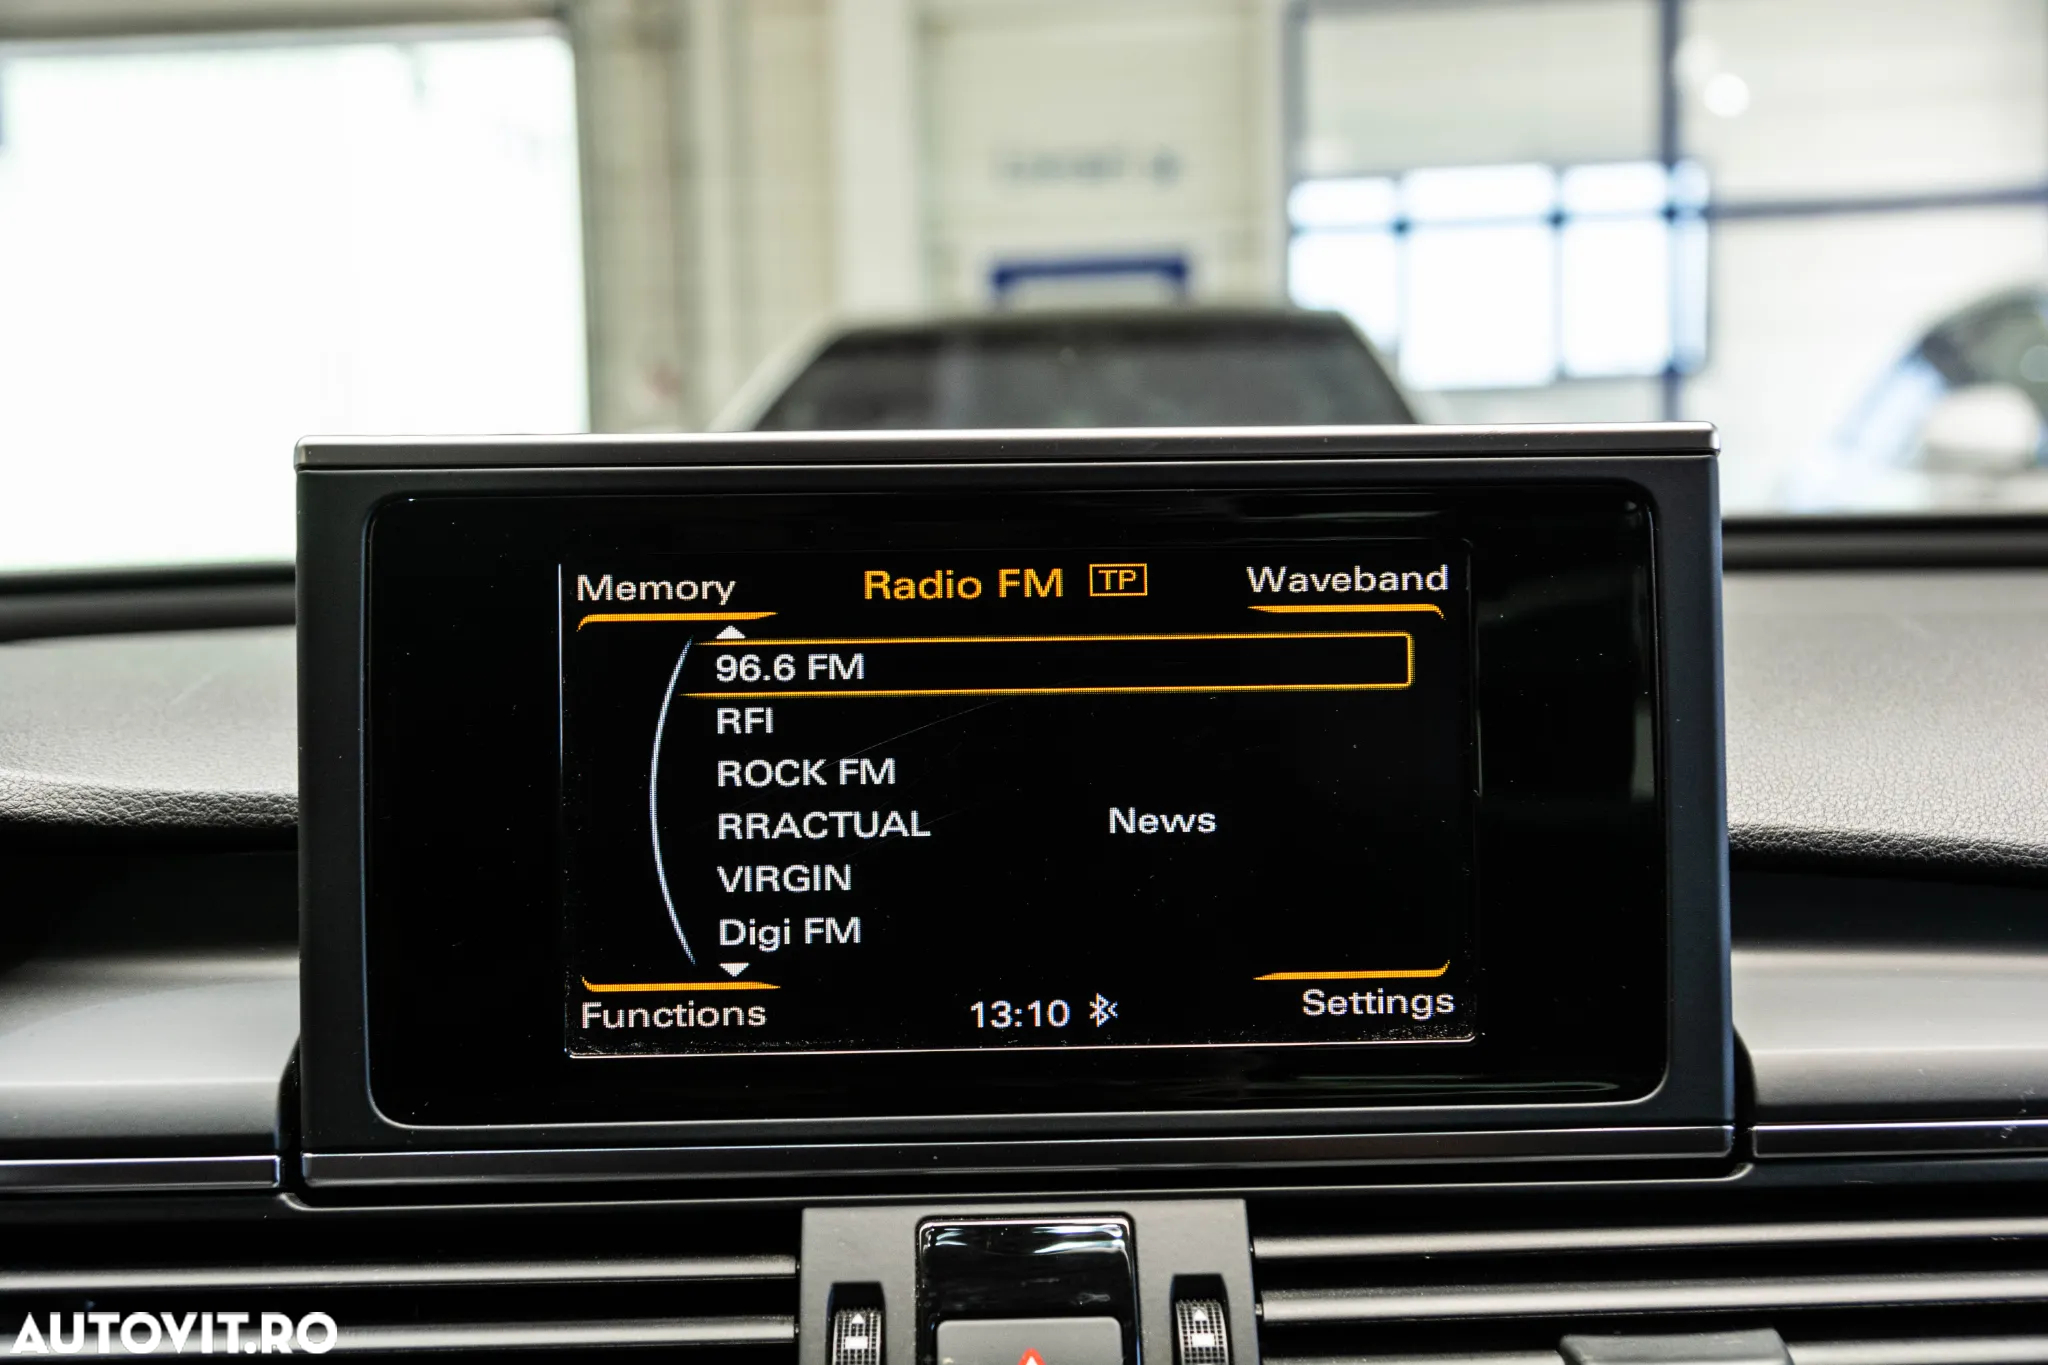 Memory Radio FM TP Waveband
96.6 FM
RFI
ROCK FM
RRACTUAL News
VIRGIN
Digi FM
Functions 13:10 Settings
AUTOVIT.RO